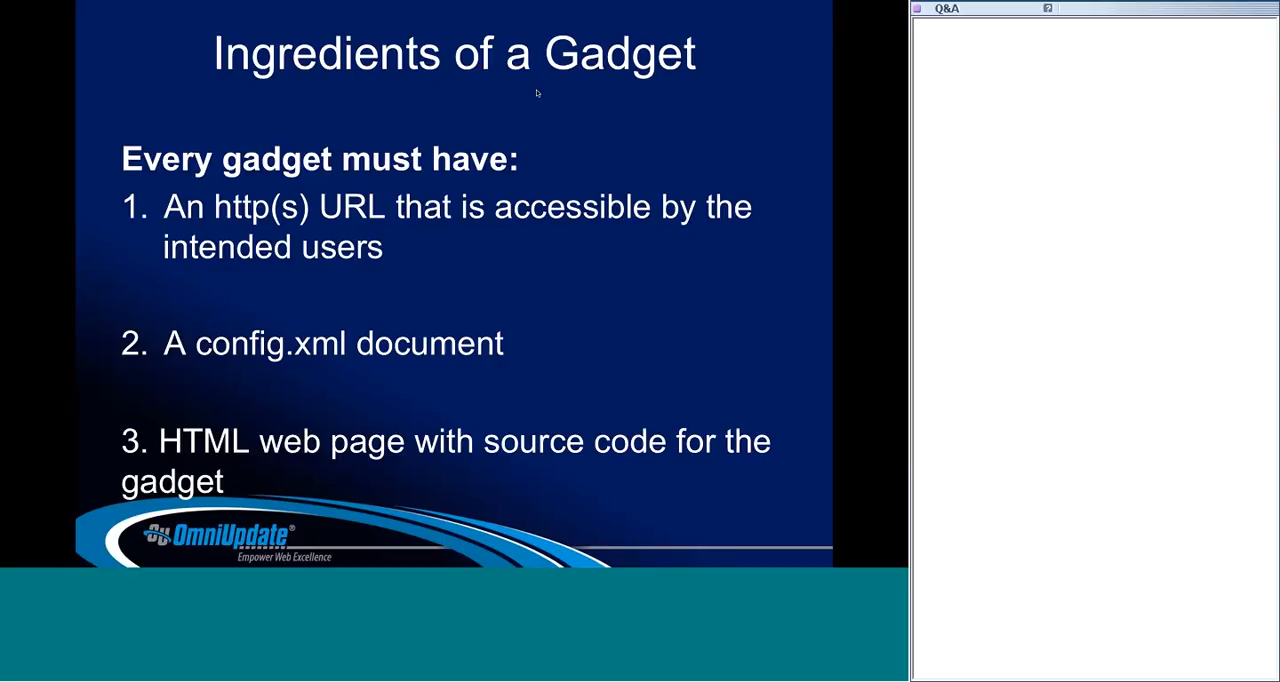 Q&A
Ingredients of a Gadget
Every gadget must have:
1. An http(s) URL that is accessible by the
intended users
2. A config.xml document
3. HTML web page with source code for the
gadget
OU OmniUpdate®
Empower Web Excellence